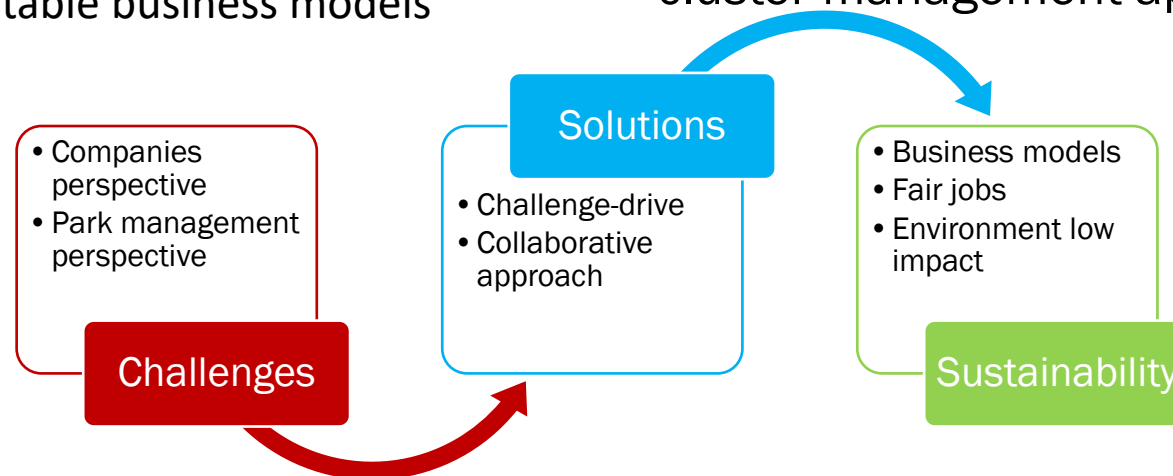 table business models
cluster management ap
• Companies
perspective
• Park management
perspective
Challenges
Solutions
• Challenge-drive
• Collaborative
approach
• Business models
• Fair jobs
• Environment low
impact
Sustainability